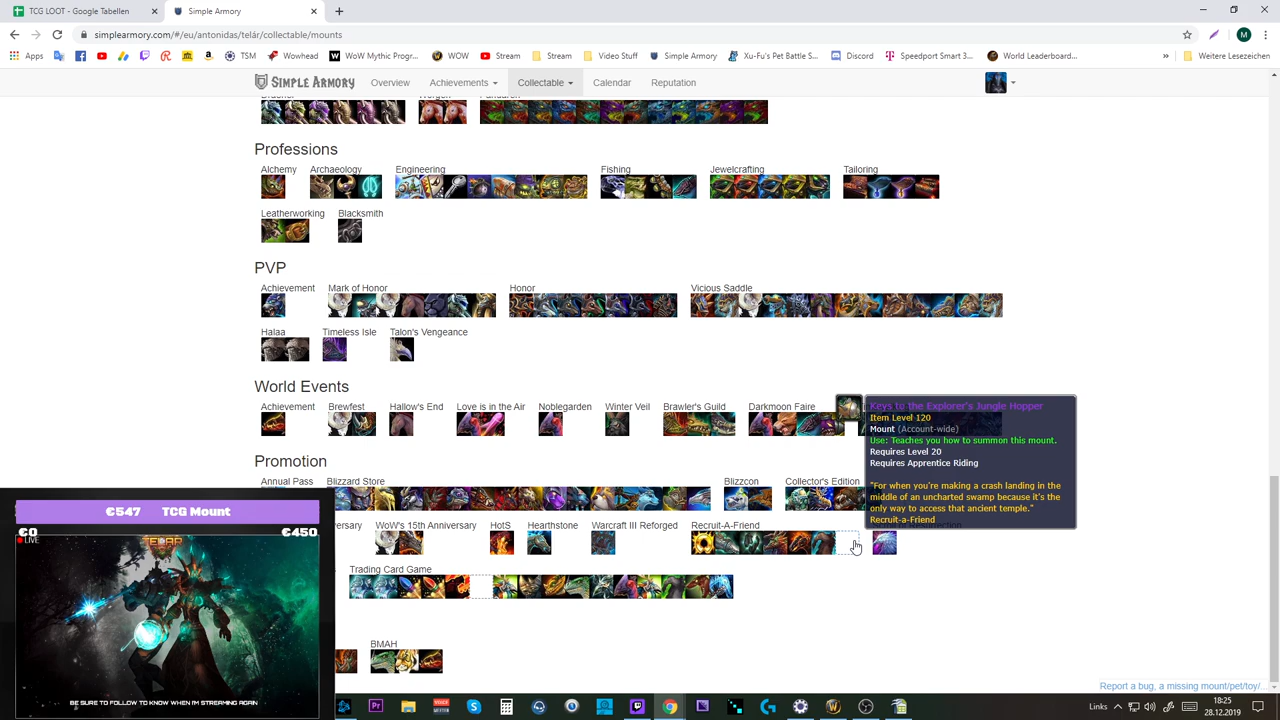 TCG LOOT - Google Tabellen
Simple Armory
simplearmory.com/#/eu/antonidas/telár/collectable/mounts
M
Apps
TSM
Wowhead
WoW Mythic Progr...
WOW
Stream
Stream
Video Stuff
Simple Armory
Xu-Fu's Pet Battle S...
Discord
Speedport Smart 3...
World Leaderboard...
»
Weitere Lesezeichen
SIMPLE ARMORY
Overview
Achievements
Collectable
Calendar
Reputation
Professions
Alchemy
Archaeology
Engineering
Fishing
Jewelcrafting
Tailoring
Leatherworking
Blacksmith
PVP
Achievement
Mark of Honor
Honor
Vicious Saddle
Halaa
Timeless Isle
Talon's Vengeance
World Events
Achievement
Brewfest
Hallow's End
Love is in the Air
Noblegarden
Winter Veil
Brawler's Guild
Darkmoon Faire
Keys to the Explorer's Jungle Hopper
Item Level 120
Mount (Account-wide)
Use: Teaches you how to summon this mount.
Requires Level 20
Requires Apprentice Riding
"For when you're making a crash landing in the
middle of an uncharted swamp because it's the
only way to access that ancient temple."
Recruit-a-Friend
Promotion
Annual Pass
Blizzard Store
Blizzcon
Collector's Edition
WoW's 15th Anniversary
HotS
Hearthstone
Warcraft III Reforged
Recruit-A-Friend
Trading Card Game
BMAH
€547 TCG Mount
€0
€450
LIVE
TELAR
BE SURE TO FOLLOW TO KNOW WHEN I'M STREAMING AGAIN
Report a bug, a missing mount/pet/toy/...
Links
»
18:25
28.12.2019